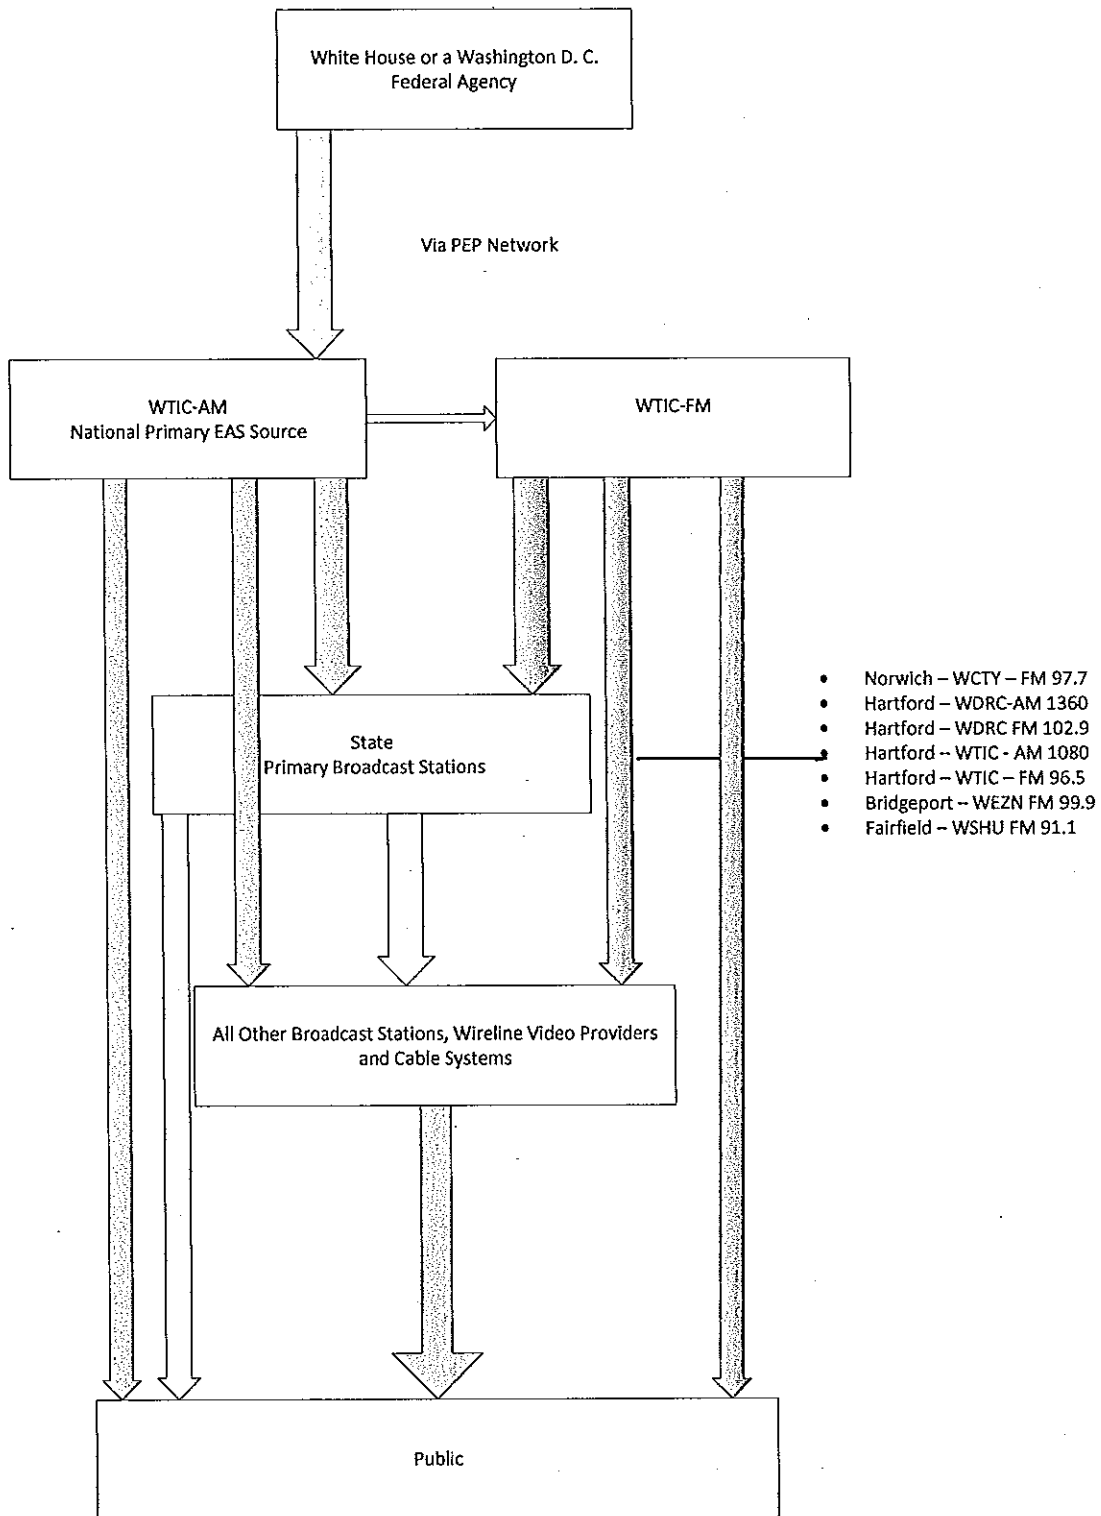 White House or a Washington D. C.
Federal Agency
Via PEP Network
WTIC-AM
National Primary EAS Source
WTIC-FM
• Norwich – WCTY – FM 97.7
• Hartford – WDRC-AM 1360
• Hartford – WDRC FM 102.9
• Hartford – WTIC - AM 1080
• Hartford – WTIC – FM 96.5
• Bridgeport – WEZN FM 99.9
• Fairfield – WSHU FM 91.1
State
Primary Broadcast Stations
All Other Broadcast Stations, Wireline Video Providers
and Cable Systems
Public